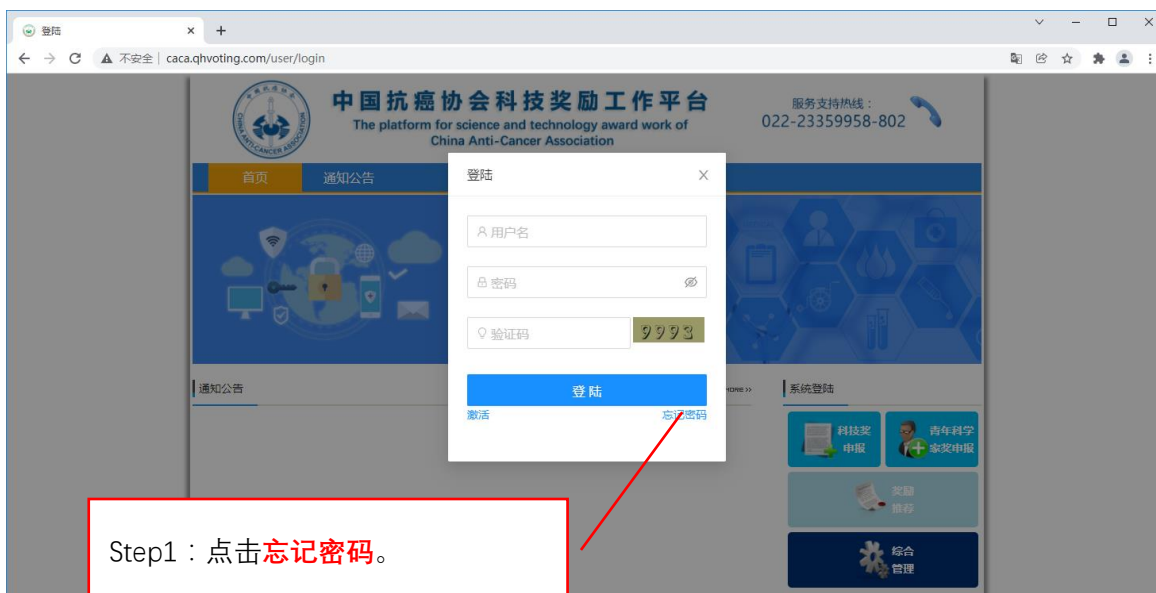 登陆
不安全 | caca.qhvoting.com/user/login
中国抗癌协会科技奖励工作平台
The platform for science and technology award work of
China Anti-Cancer Association
服务支持热线：
022-23359958-802
CHINA ANTI-CANCER ASSOCIATION
首页 通知公告
登陆
用户名
密码
验证码 9993
登陆
激活 忘记密码
通知公告
系统登陆
科技奖
申报
青年科学
家奖申报
奖励
推荐
综合
管理
Step1：点击忘记密码。